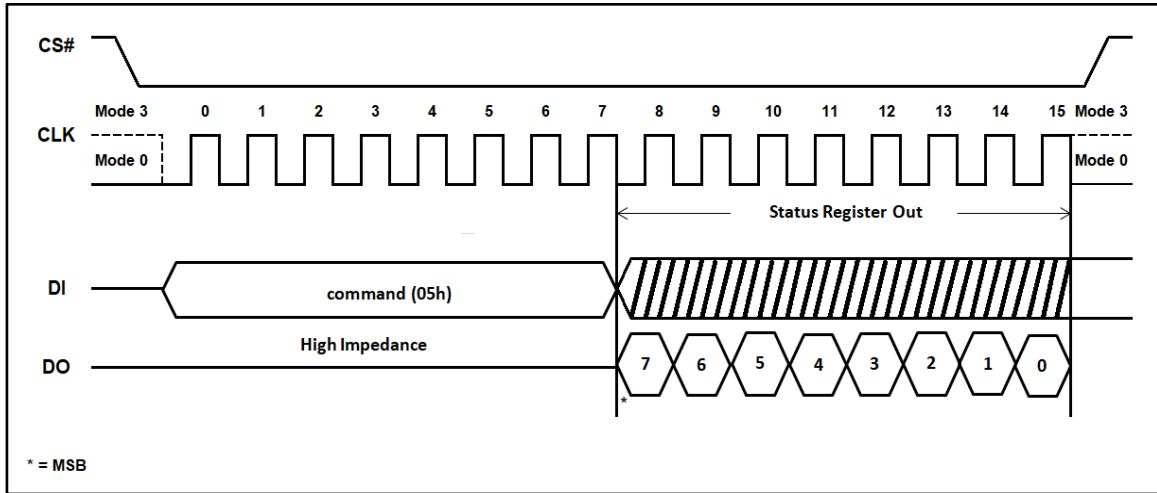 CS#
Mode 3 0 1 2 3 4 5 6 7 8 9 10 11 12 13 14 15 Mode 3
CLK
Mode 0 Mode 0
Status Register Out
DI command (05h)
High Impedance
DO 7 6 5 4 3 2 1 0
*
* = MSB